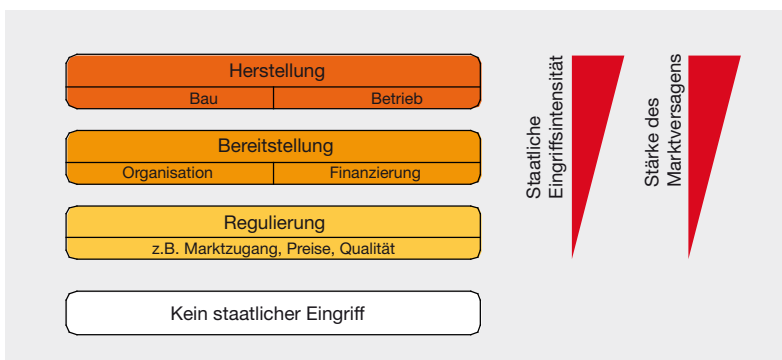 Herstellung
Bau
Betrieb
Bereitstellung
Organisation
Finanzierung
Regulierung
z.B. Marktzugang, Preise, Qualität
Kein staatlicher Eingriff
Staatliche
Eingriffsintensität
Stärke des
Marktversagens